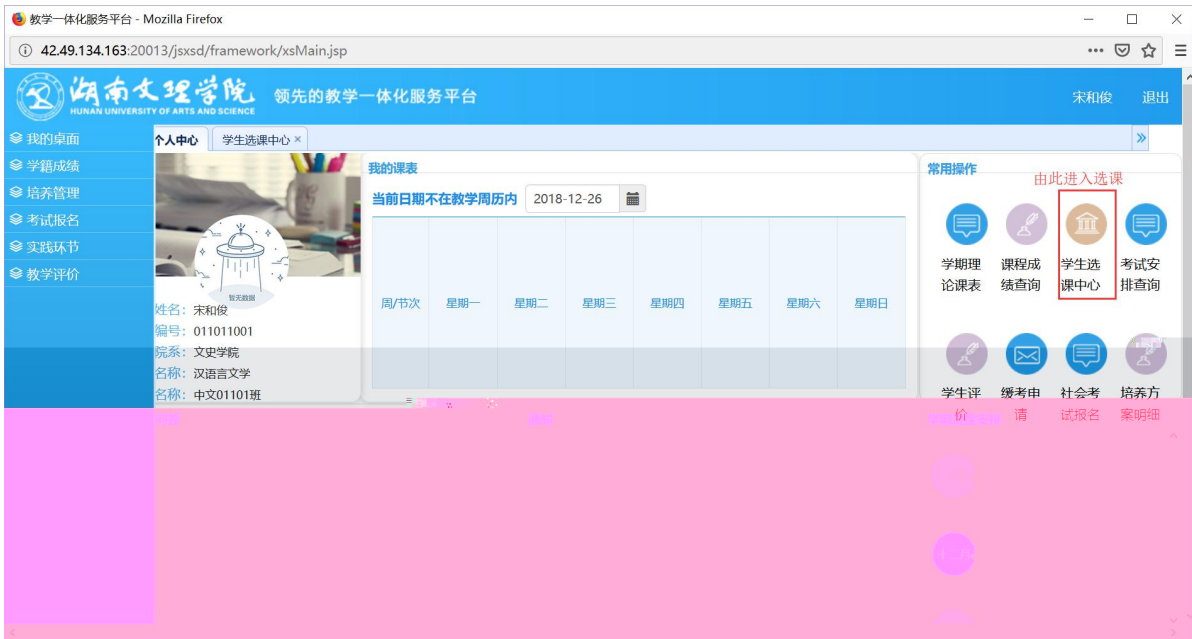 教学一体化服务平台 - Mozilla Firefox
42.49.134.163:20013/jsxsd/framework/xsMain.jsp
湖南文理学院
HUNAN UNIVERSITY OF ARTS AND SCIENCE
领先的教学一体化服务平台
宋和俊 退出
我的桌面
学籍成绩
培养管理
考试报名
实践环节
教学评价
个人中心 学生选课中心 ×
暂无数据
姓名：宋和俊
编号：011011001
院系：文史学院
名称：汉语言文学
名称：中文01101班
我的课表
当前日期不在教学周历内 2018-12-26
周/节次 星期一 星期二 星期三 星期四 星期五 星期六 星期日
常用操作
由此进入选课
学期理论课表
课程成绩查询
学生选课中心
考试安排查询
学生评价
缓考申请
社会考试报名
培养方案明细